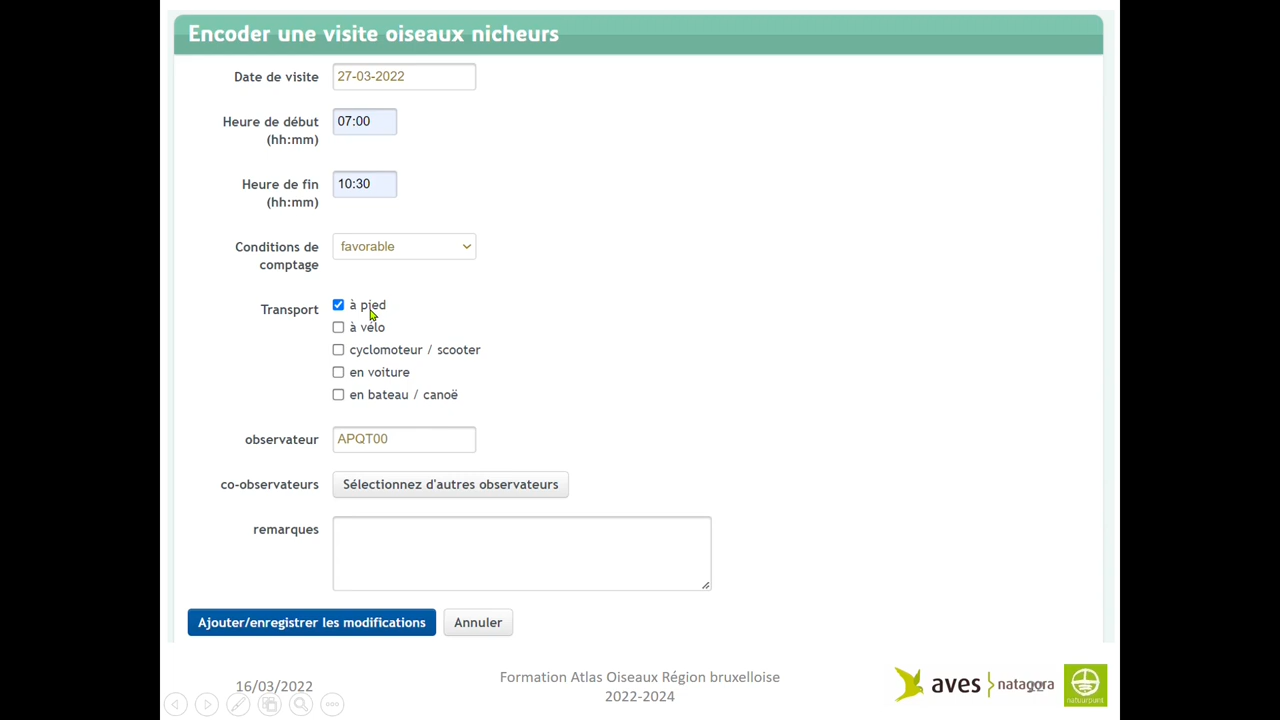 Encoder une visite oiseaux nicheurs
Date de visite 27-03-2022
Heure de début 07:00
(hh:mm)
Heure de fin 10:30
(hh:mm)
Conditions de favorable
comptage
Transport à pied
à vélo
cyclomoteur / scooter
en voiture
en bateau / canoë
observateur APQT00
co-observateurs Sélectionnez d'autres observateurs
remarques
Ajouter/enregistrer les modifications Annuler
16/03/2022
Formation Atlas Oiseaux Région bruxelloise
2022-2024
aves natagora
natuurpunt